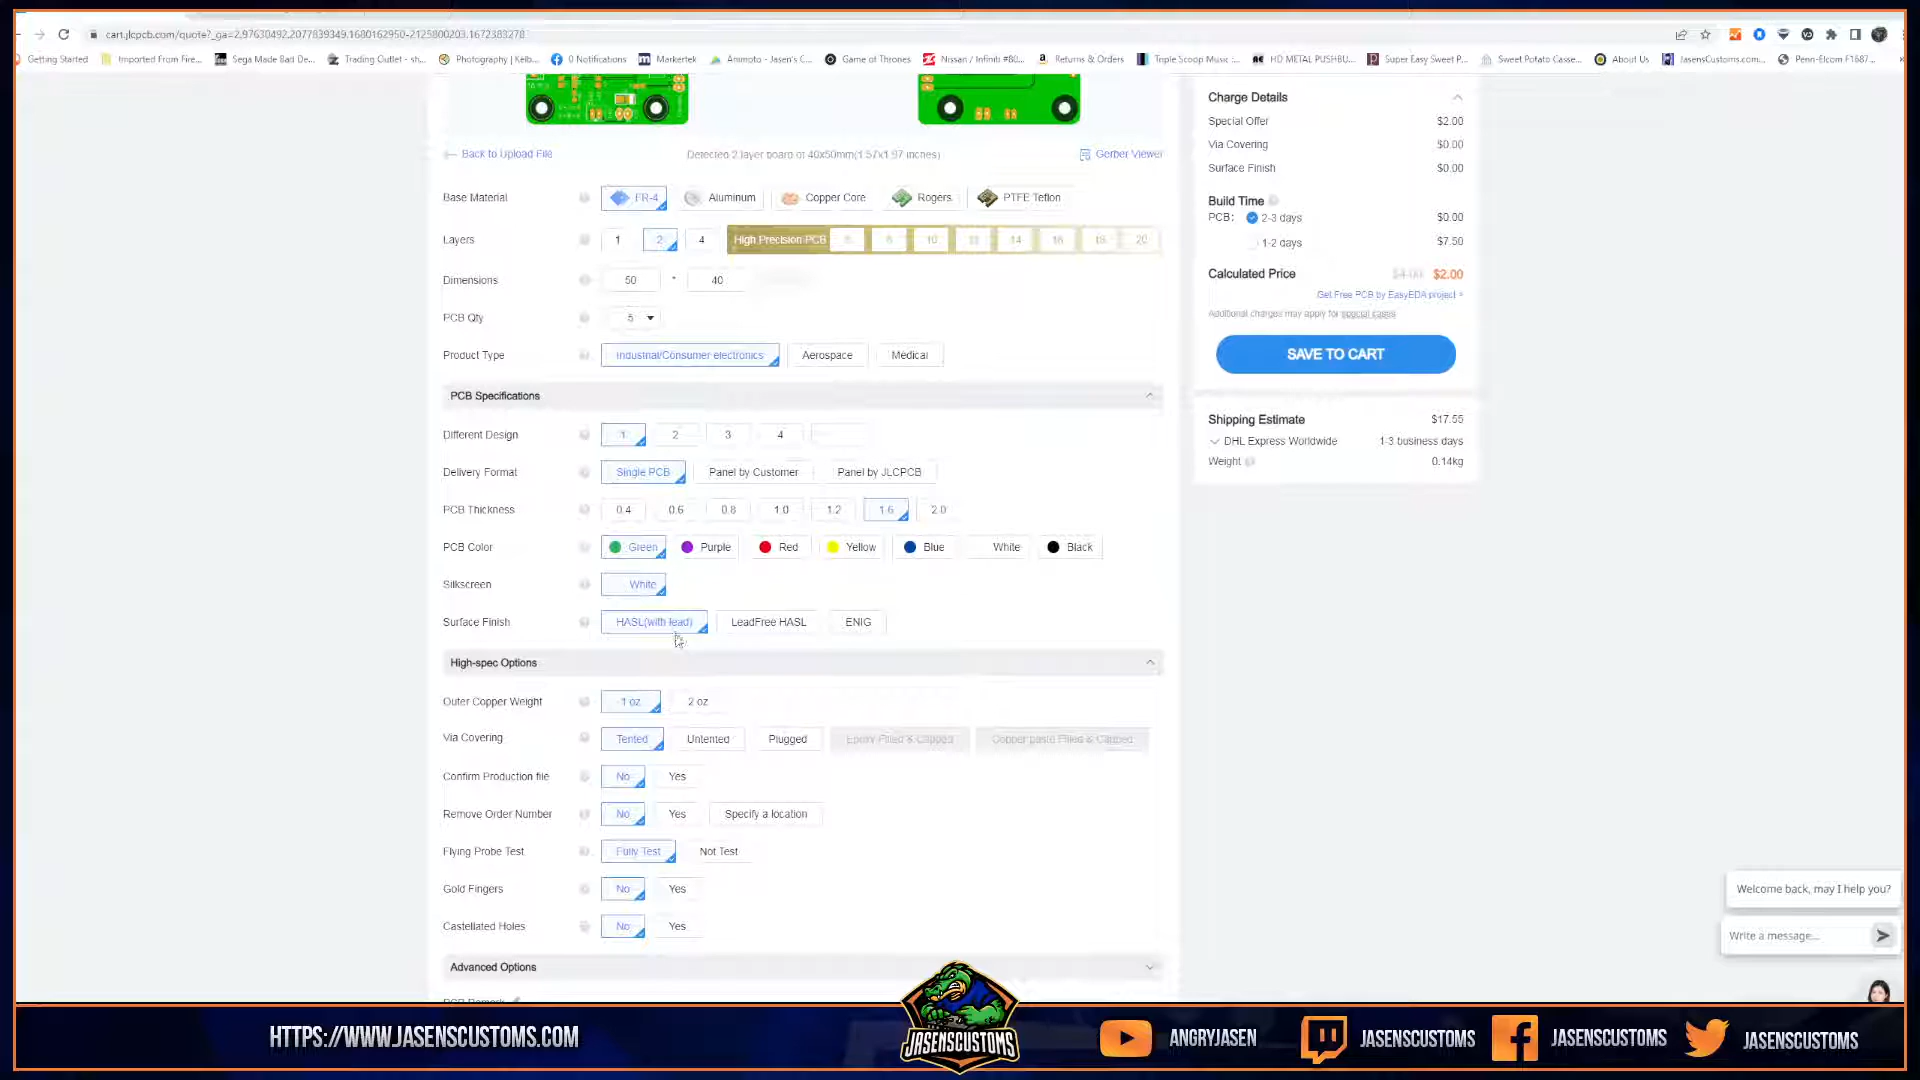 cart.jlcpcb.com/quote?_ga=2.97630492.2077839349.1680162950-2125800203.1672383278
Getting Started Imported From Fire... Sega Made Bad De... Trading Outlet - sh... Photography | Kelb... 0 Notifications Markertek Ammoto - Jasen's C... Game of Thrones Nissan / Infiniti #80... Returns & Orders Triple Scoop Music :... HD METAL PUSHBU... Super Easy Sweet P... Sweet Potato Casse... About Us JasensCustoms.com... Penn-Elcom F1687...
Back to Upload File Detected 2 layer board of 40x50mm(1.57x1.97 inches) Gerber Viewer
Base Material FR-4 Aluminum Copper Core Rogers PTFE Teflon
Layers 1 2 4 High Precision PCB 6 8 10 12 14 16 18 20
Dimensions 50 * 40
PCB Qty 5
Product Type Industrial/Consumer electronics Aerospace Medical
PCB Specifications
Different Design 1 2 3 4
Delivery Format Single PCB Panel by Customer Panel by JLCPCB
PCB Thickness 0.4 0.6 0.8 1.0 1.2 1.6 2.0
PCB Color Green Purple Red Yellow Blue White Black
Silkscreen White
Surface Finish HASL(with lead) LeadFree HASL ENIG
High-spec Options
Outer Copper Weight 1 oz 2 oz
Via Covering Tented Untented Plugged Epoxy Filled & Capped Copper paste Filled & Capped
Confirm Production file No Yes
Remove Order Number No Yes Specify a location
Flying Probe Test Fully Test Not Test
Gold Fingers No Yes
Castellated Holes No Yes
Advanced Options
PCB Remark
Charge Details
Special Offer $2.00
Via Covering $0.00
Surface Finish $0.00
Build Time
PCB: 2-3 days $0.00
1-2 days $7.50
Calculated Price $4.00 $2.00
Get Free PCB by EasyEDA project >
Additional charges may apply for special cases
SAVE TO CART
Shipping Estimate $17.55
DHL Express Worldwide 1-3 business days
Weight 0.14kg
Welcome back, may I help you?
Write a message...
HTTPS://WWW.JASENSCUSTOMS.COM
JASENSCUSTOMS
ANGRYJASEN
JASENSCUSTOMS
JASENSCUSTOMS
JASENSCUSTOMS